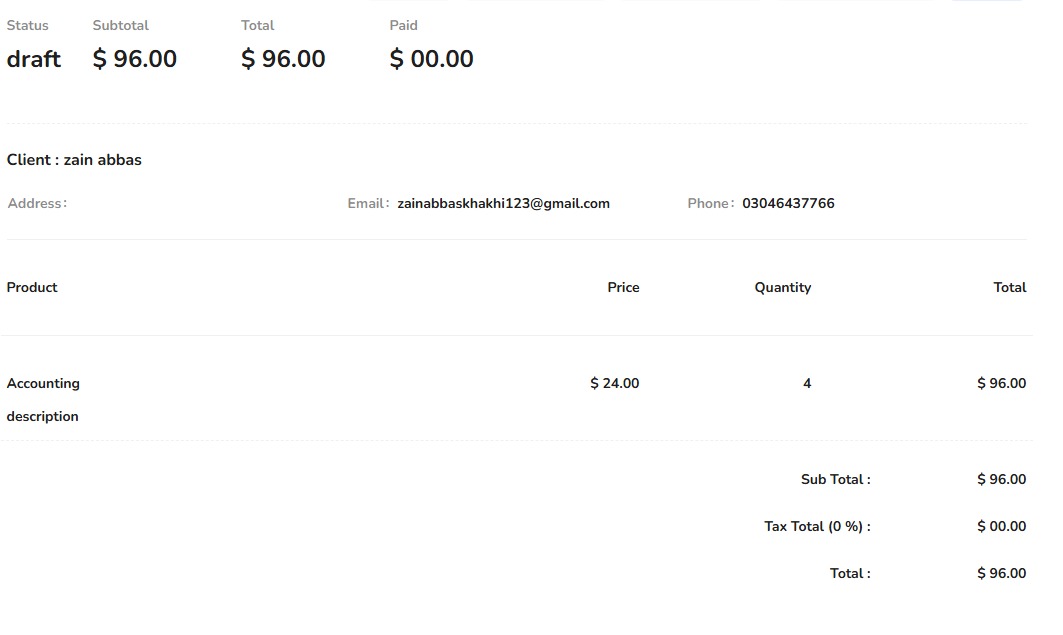 Status Subtotal Total Paid
draft $ 96.00 $ 96.00 $ 00.00
Client : zain abbas
Address: Email: zainabbaskhakhi123@gmail.com Phone: 03046437766
Product Price Quantity Total
Accounting $ 24.00 4 $ 96.00
description
Sub Total : $ 96.00
Tax Total (0 %) : $ 00.00
Total : $ 96.00